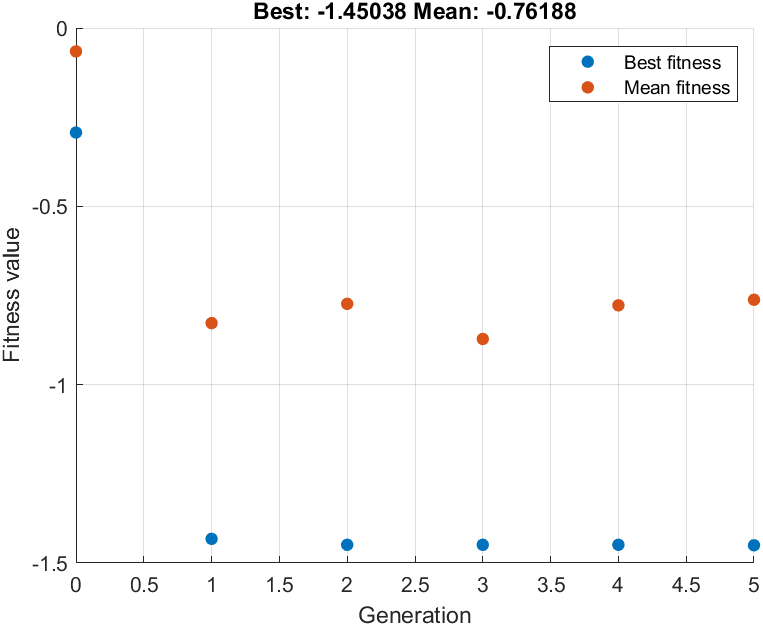 Best: -1.45038 Mean: -0.76188
Best fitness
Mean fitness
Fitness value
0
-0.5
-1
-1.5
0 0.5 1 1.5 2 2.5 3 3.5 4 4.5 5
Generation